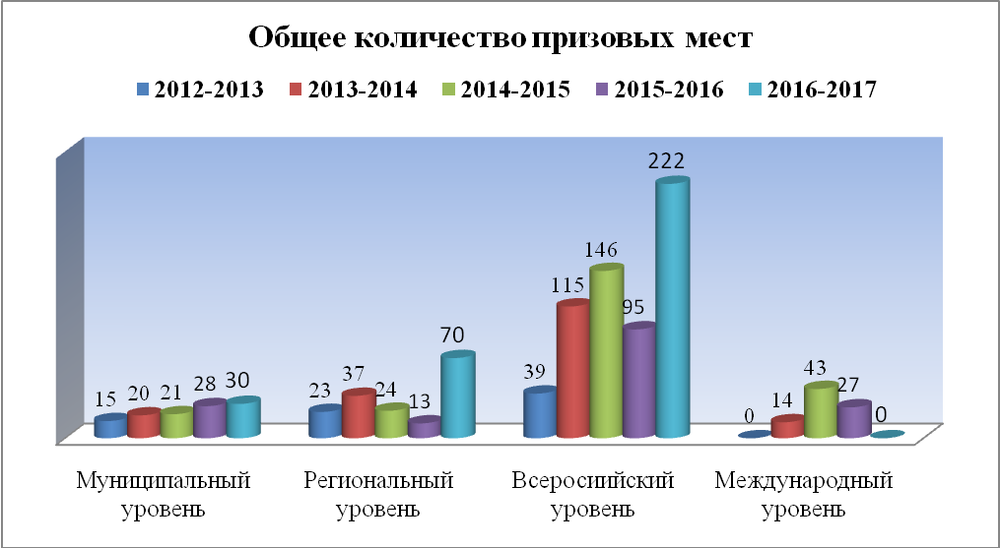 Общее количество призовых мест
2012-2013 2013-2014 2014-2015 2015-2016 2016-2017
15 20 21 28 30
23 37 24 13 70
39 115 146 95 222
0 14 43 27 0
Муниципальный уровень
Региональный уровень
Всеросиийский уровень
Международный уровень